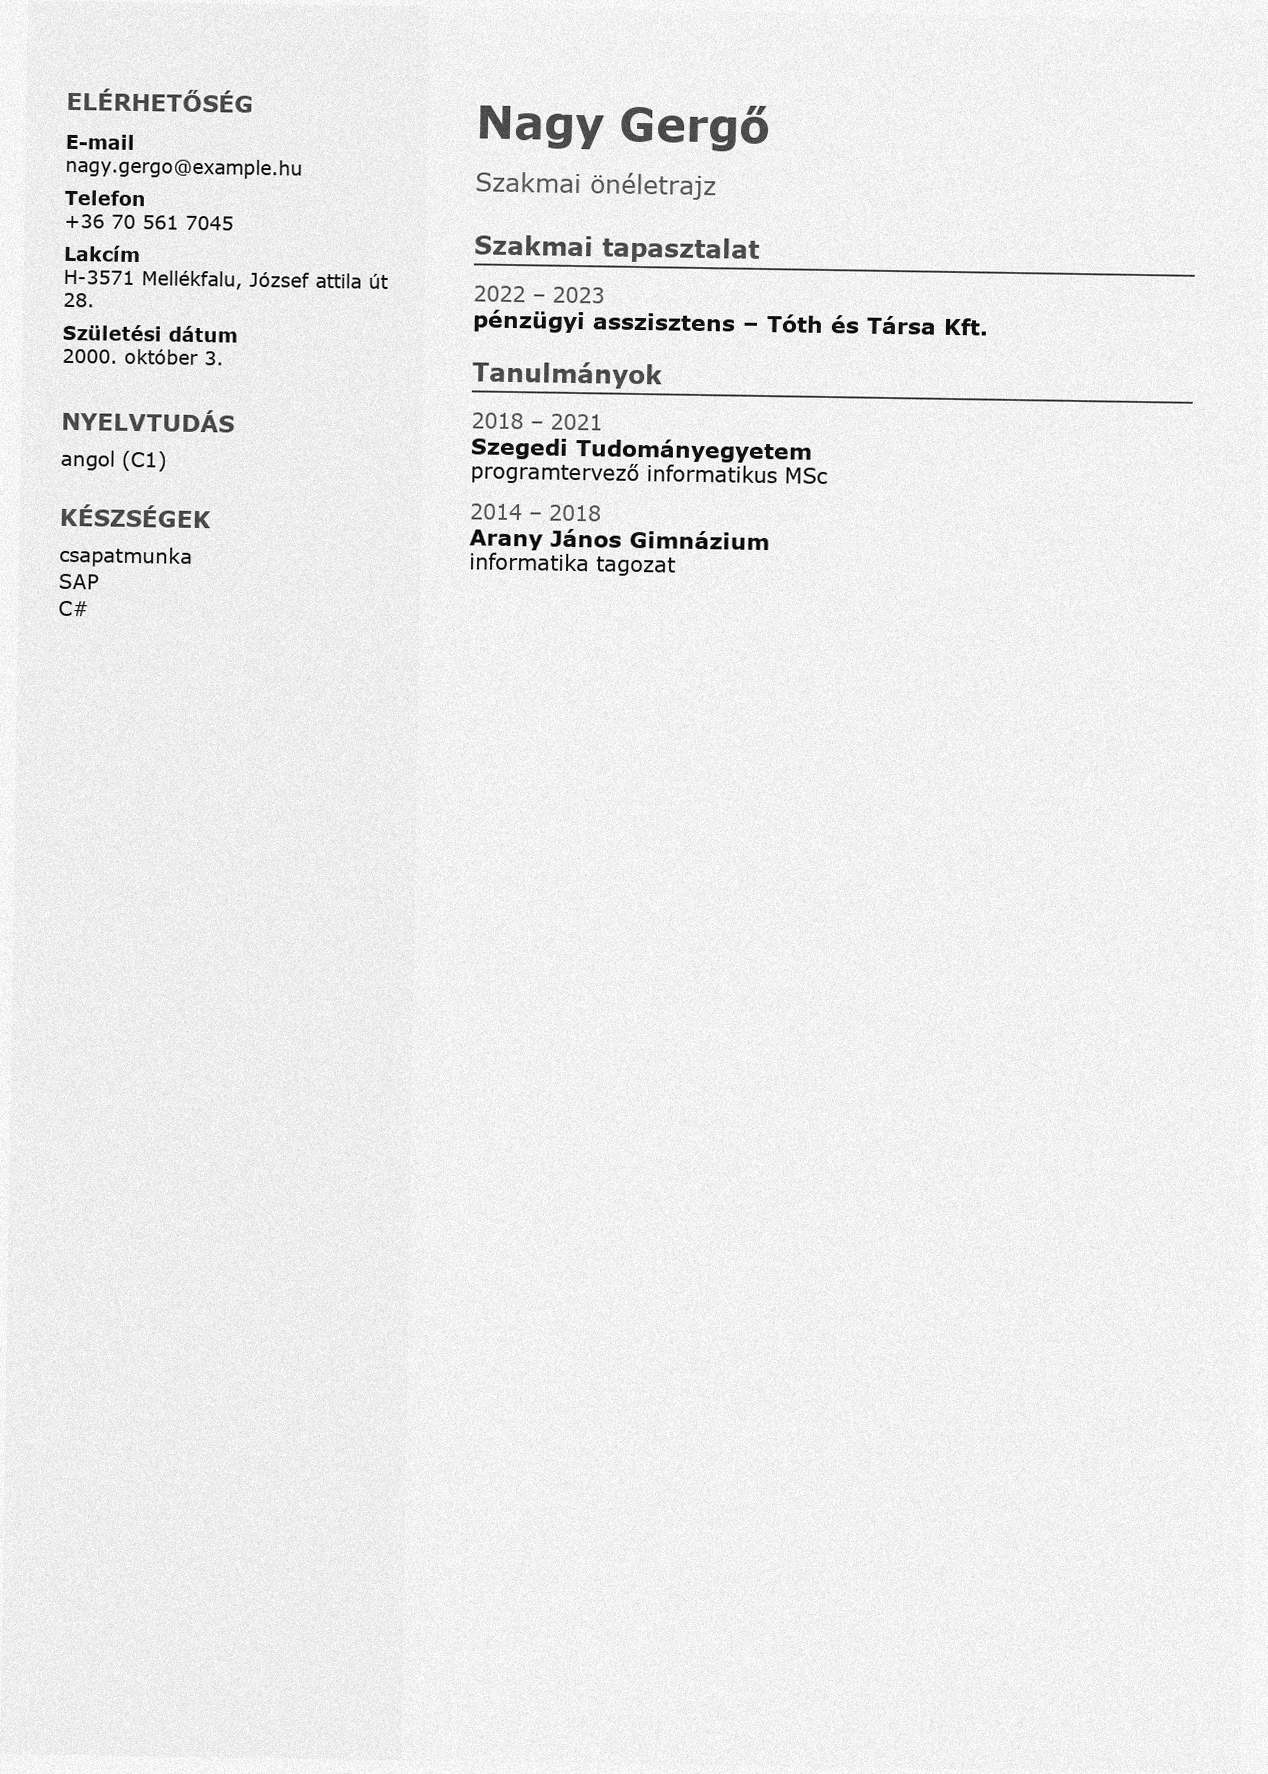 ELÉRHETŐSÉG
E-mail
nagy.gergo@example.hu
Telefon
+36 70 561 7045
Lakcím
H-3571 Mellékfalu, József attila út
28.
Születési dátum
2000. október 3.
NYELVTUDÁS
angol (C1)
KÉSZSÉGEK
csapatmunka
SAP
C#
Nagy Gergő
Szakmai önéletrajz
Szakmai tapasztalat
2022 – 2023
pénzügyi asszisztens – Tóth és Társa Kft.
Tanulmányok
2018 – 2021
Szegedi Tudományegyetem
programtervező informatikus MSc
2014 – 2018
Arany János Gimnázium
informatika tagozat